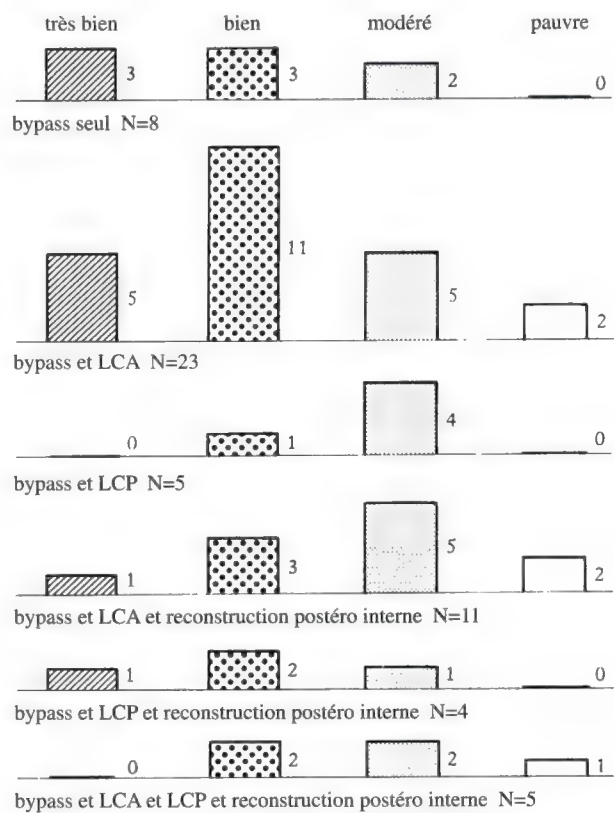 très bien bien modéré pauvre
3 3 2 0
bypass seul N=8
5 11 5 2
bypass et LCA N=23
0 1 4 0
bypass et LCP N=5
1 3 5 2
bypass et LCA et reconstruction postéro interne N=11
1 2 1 0
bypass et LCP et reconstruction postéro interne N=4
0 2 2 1
bypass et LCA et LCP et reconstruction postéro interne N=5